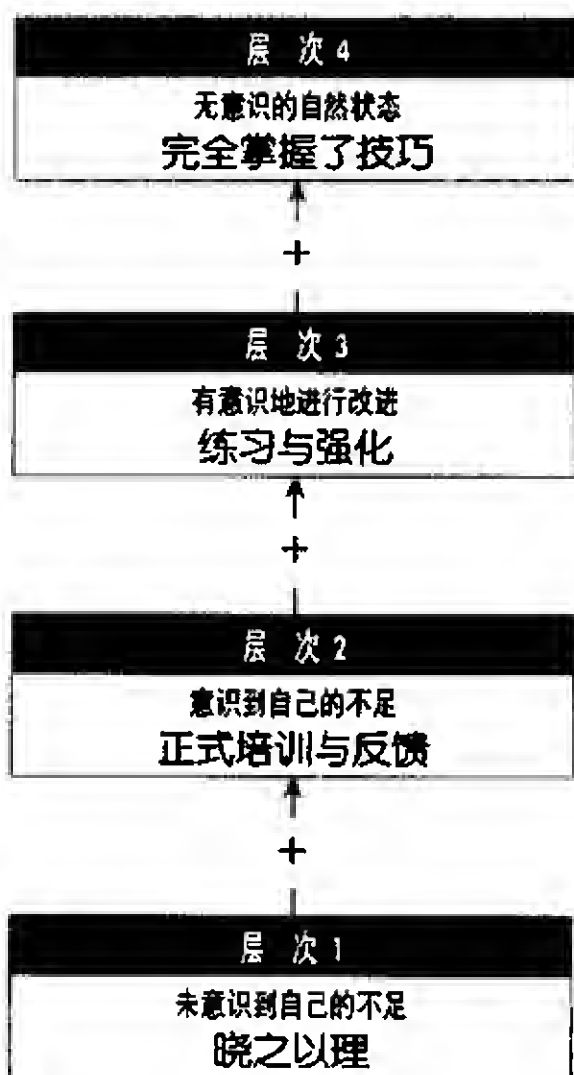 层 次 4
无意识的自然状态
完全掌握了技巧
+
层 次 3
有意识地进行改进
练习与强化
+
层 次 2
意识到自己的不足
正式培训与反馈
+
层 次 1
未意识到自己的不足
晓之以理